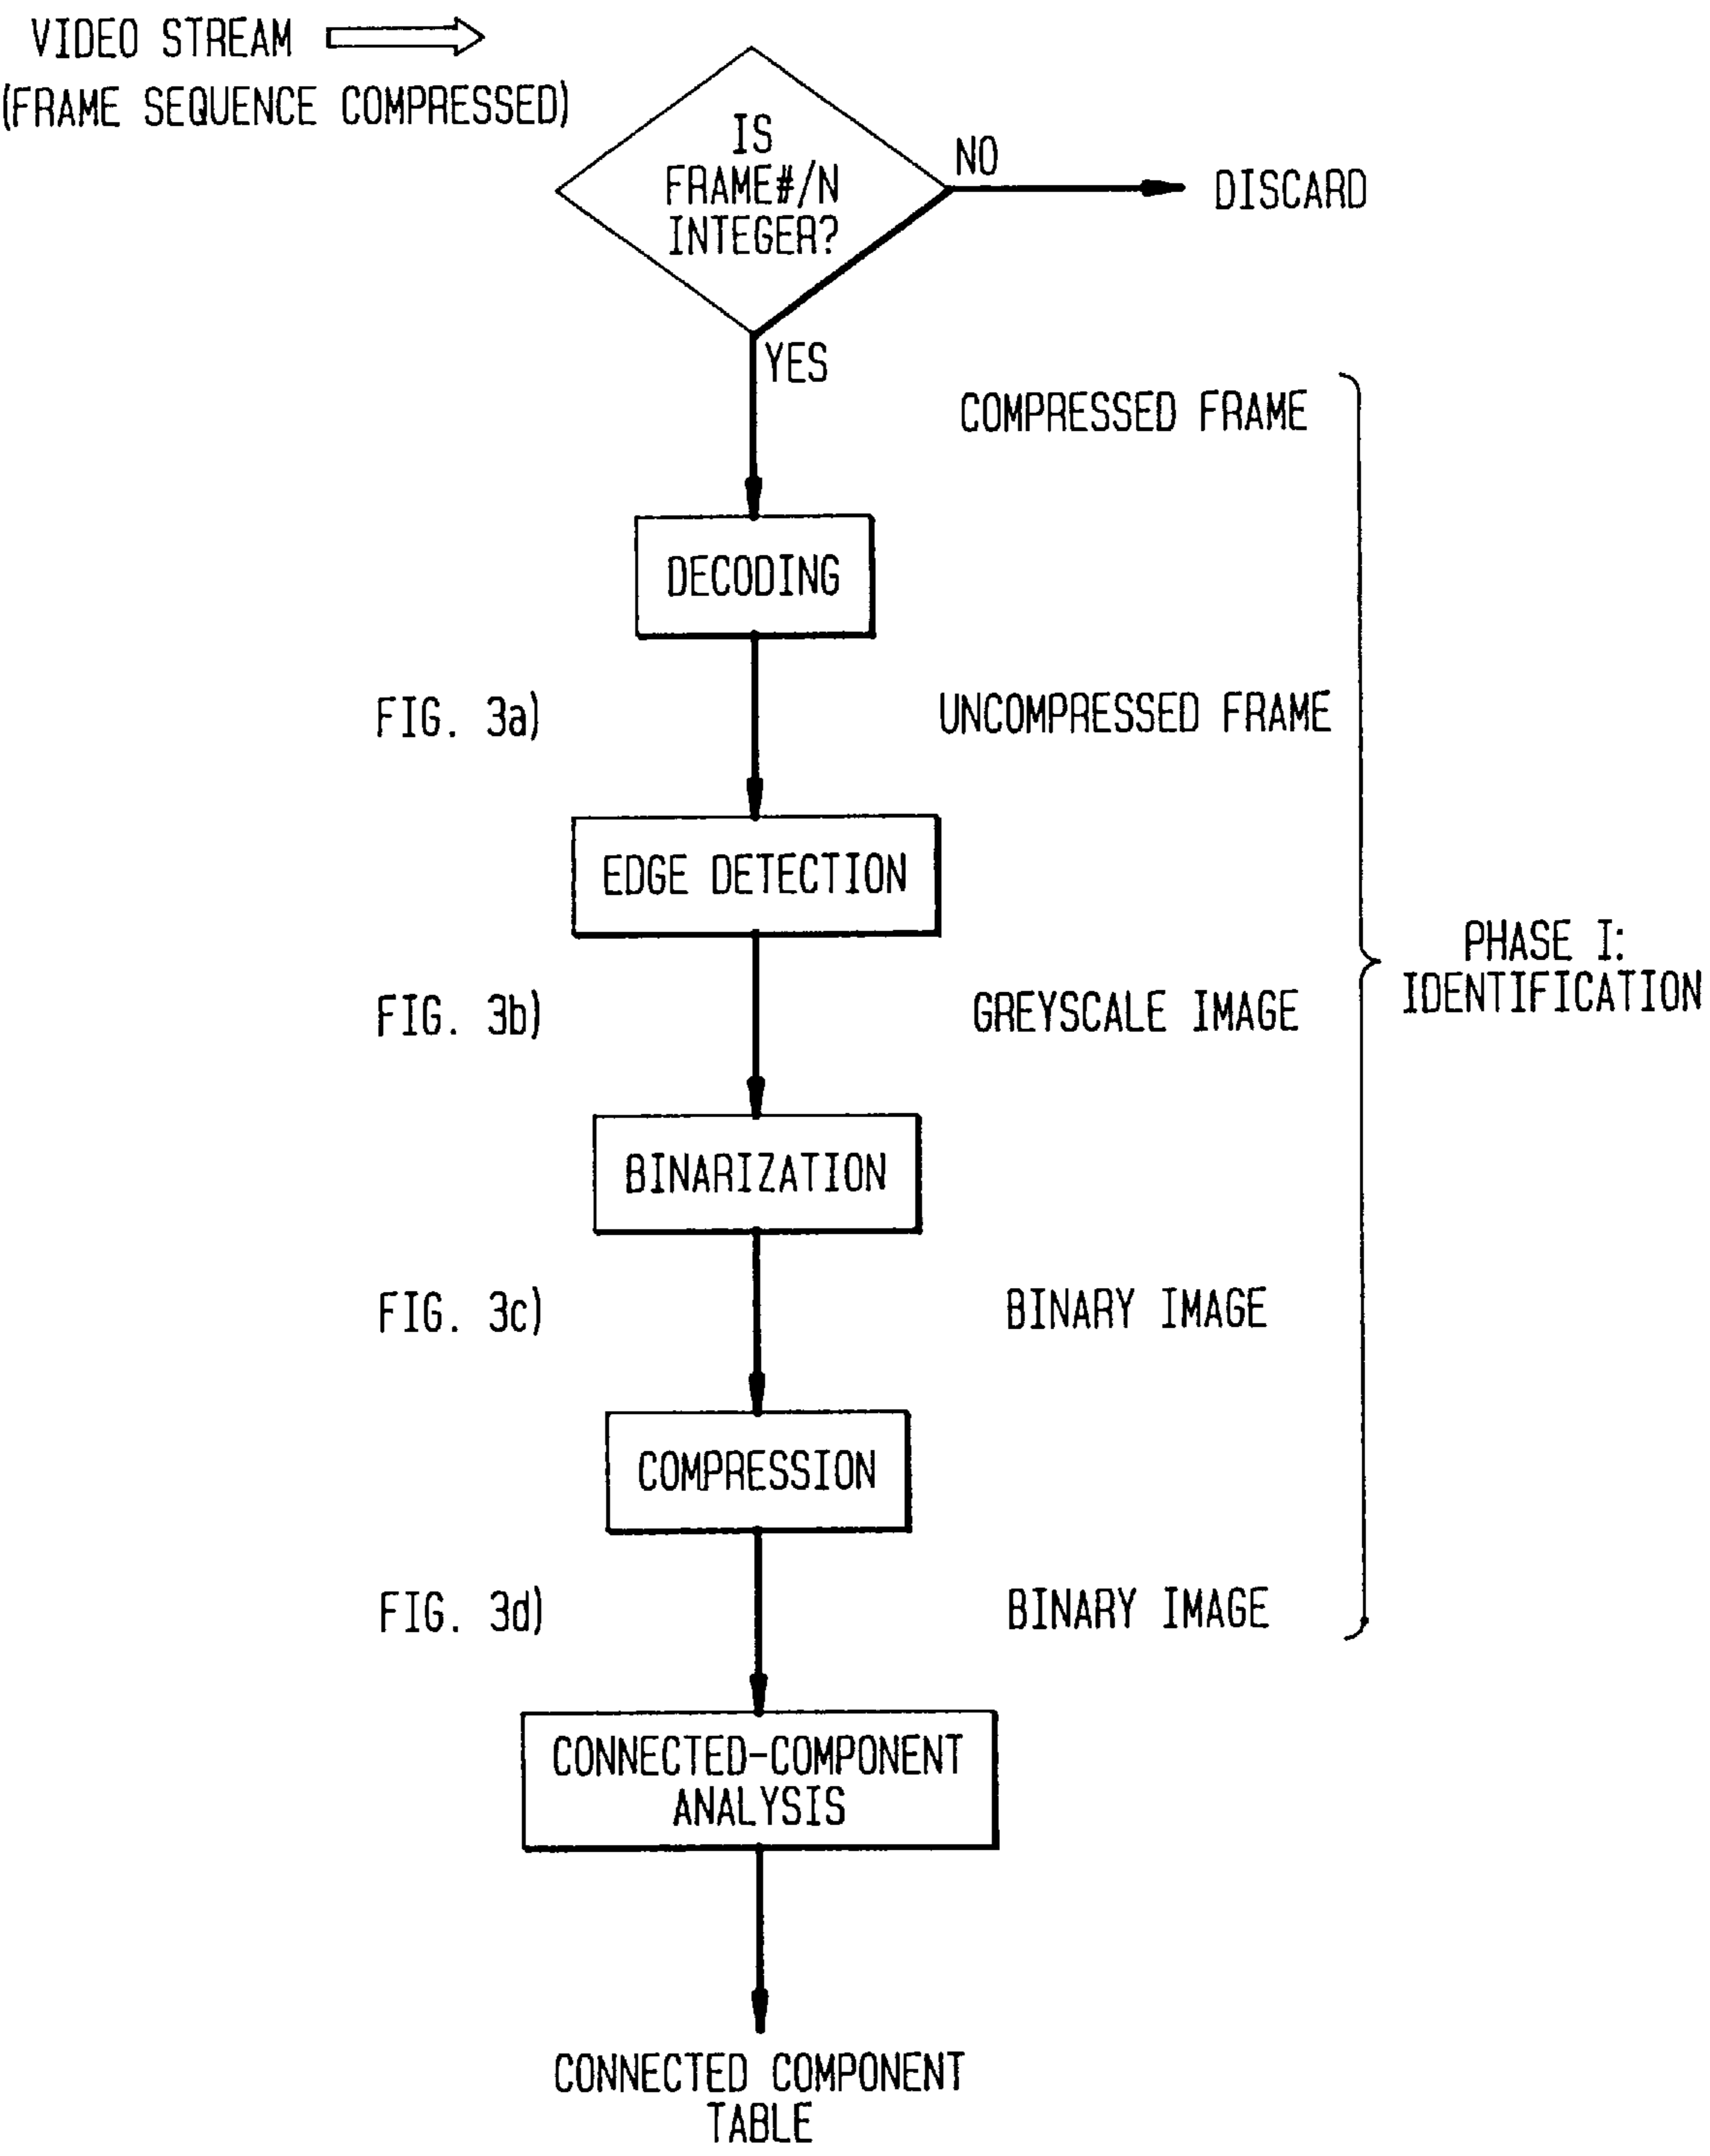 VIDEO STREAM
(FRAME SEQUENCE COMPRESSED)
IS
FRAME#/N
INTEGER?
NO
DISCARD
YES
COMPRESSED FRAME
DECODING
FIG. 3a)
UNCOMPRESSED FRAME
EDGE DETECTION
PHASE I:
IDENTIFICATION
FIG. 3b)
GREYSCALE IMAGE
BINARIZATION
FIG. 3c)
BINARY IMAGE
COMPRESSION
FIG. 3d)
BINARY IMAGE
CONNECTED-COMPONENT
ANALYSIS
CONNECTED COMPONENT
TABLE